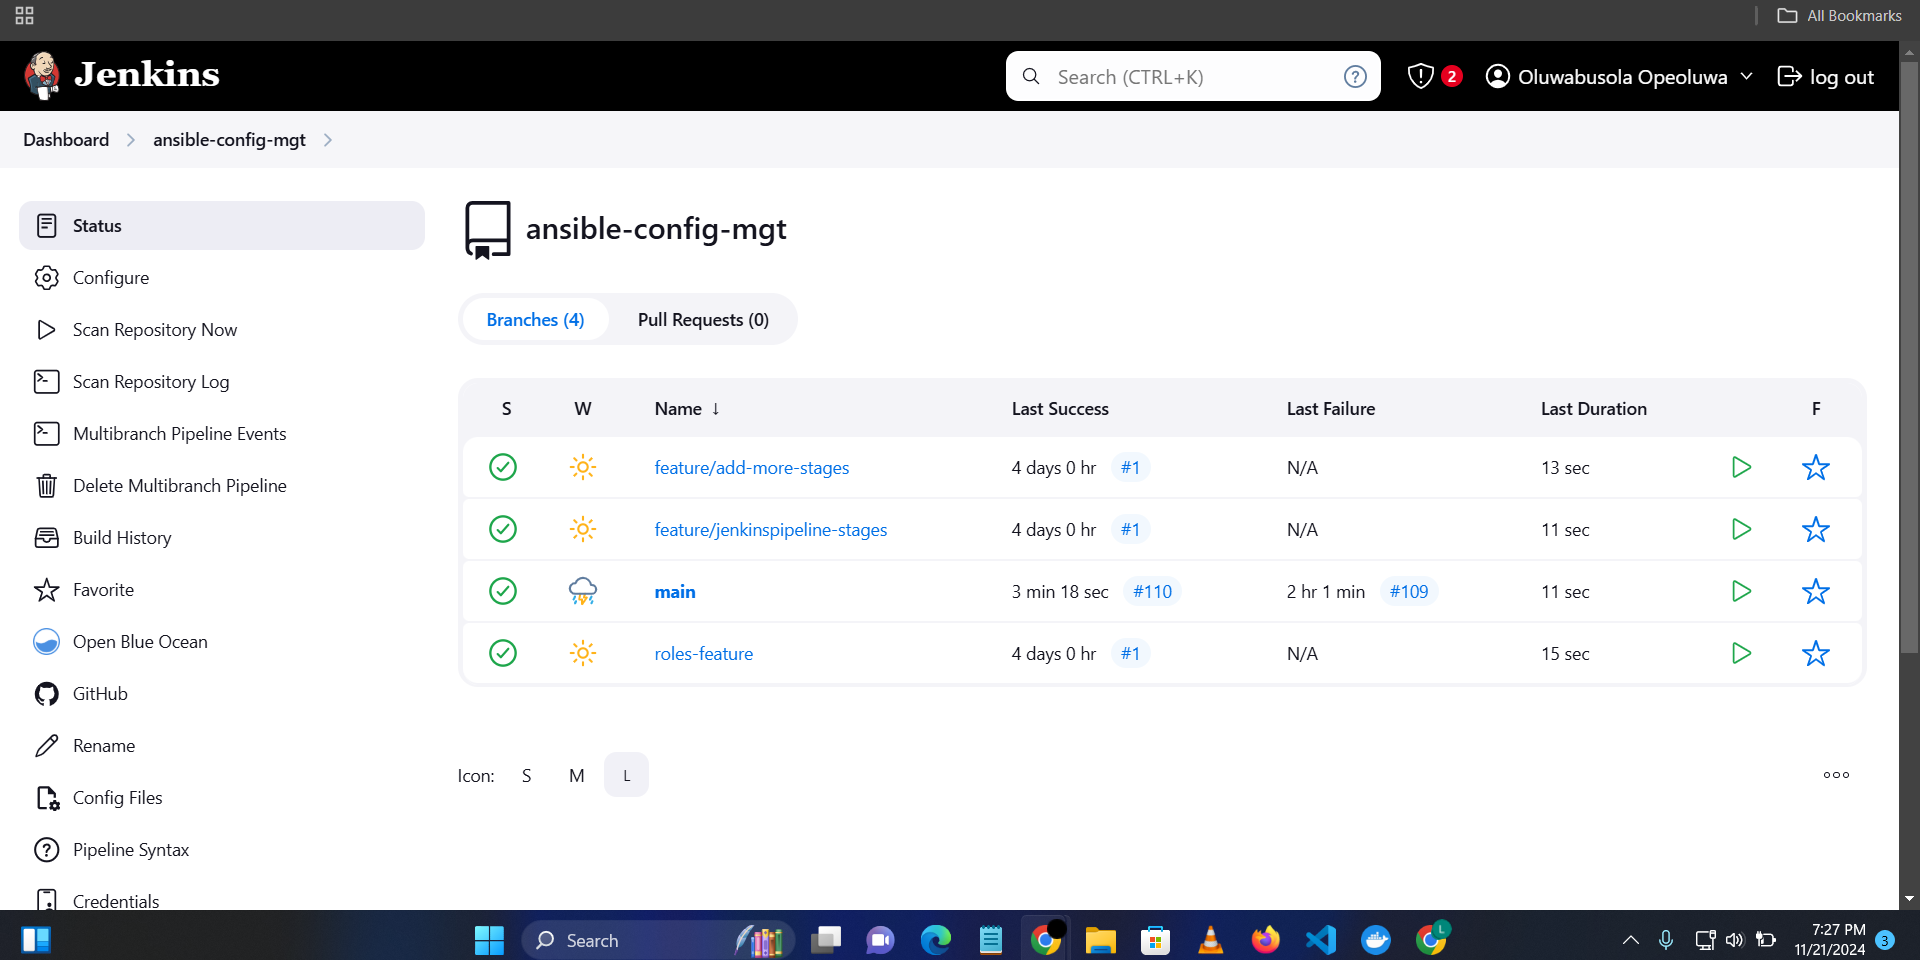 All Bookmarks
Jenkins
Search (CTRL+K)
?
2
Oluwabusola Opeoluwa
log out
Dashboard
ansible-config-mgt
Status
Configure
Scan Repository Now
Scan Repository Log
Multibranch Pipeline Events
Delete Multibranch Pipeline
Build History
Favorite
Open Blue Ocean
GitHub
Rename
Config Files
Pipeline Syntax
Credentials
ansible-config-mgt
Branches (4) Pull Requests (0)
S W Name ↓ Last Success Last Failure Last Duration F
feature/add-more-stages 4 days 0 hr #1 N/A 13 sec
feature/jenkinspipeline-stages 4 days 0 hr #1 N/A 11 sec
main 3 min 18 sec #110 2 hr 1 min #109 11 sec
roles-feature 4 days 0 hr #1 N/A 15 sec
Icon: S M L
Search
L
7:27 PM
11/21/2024
3